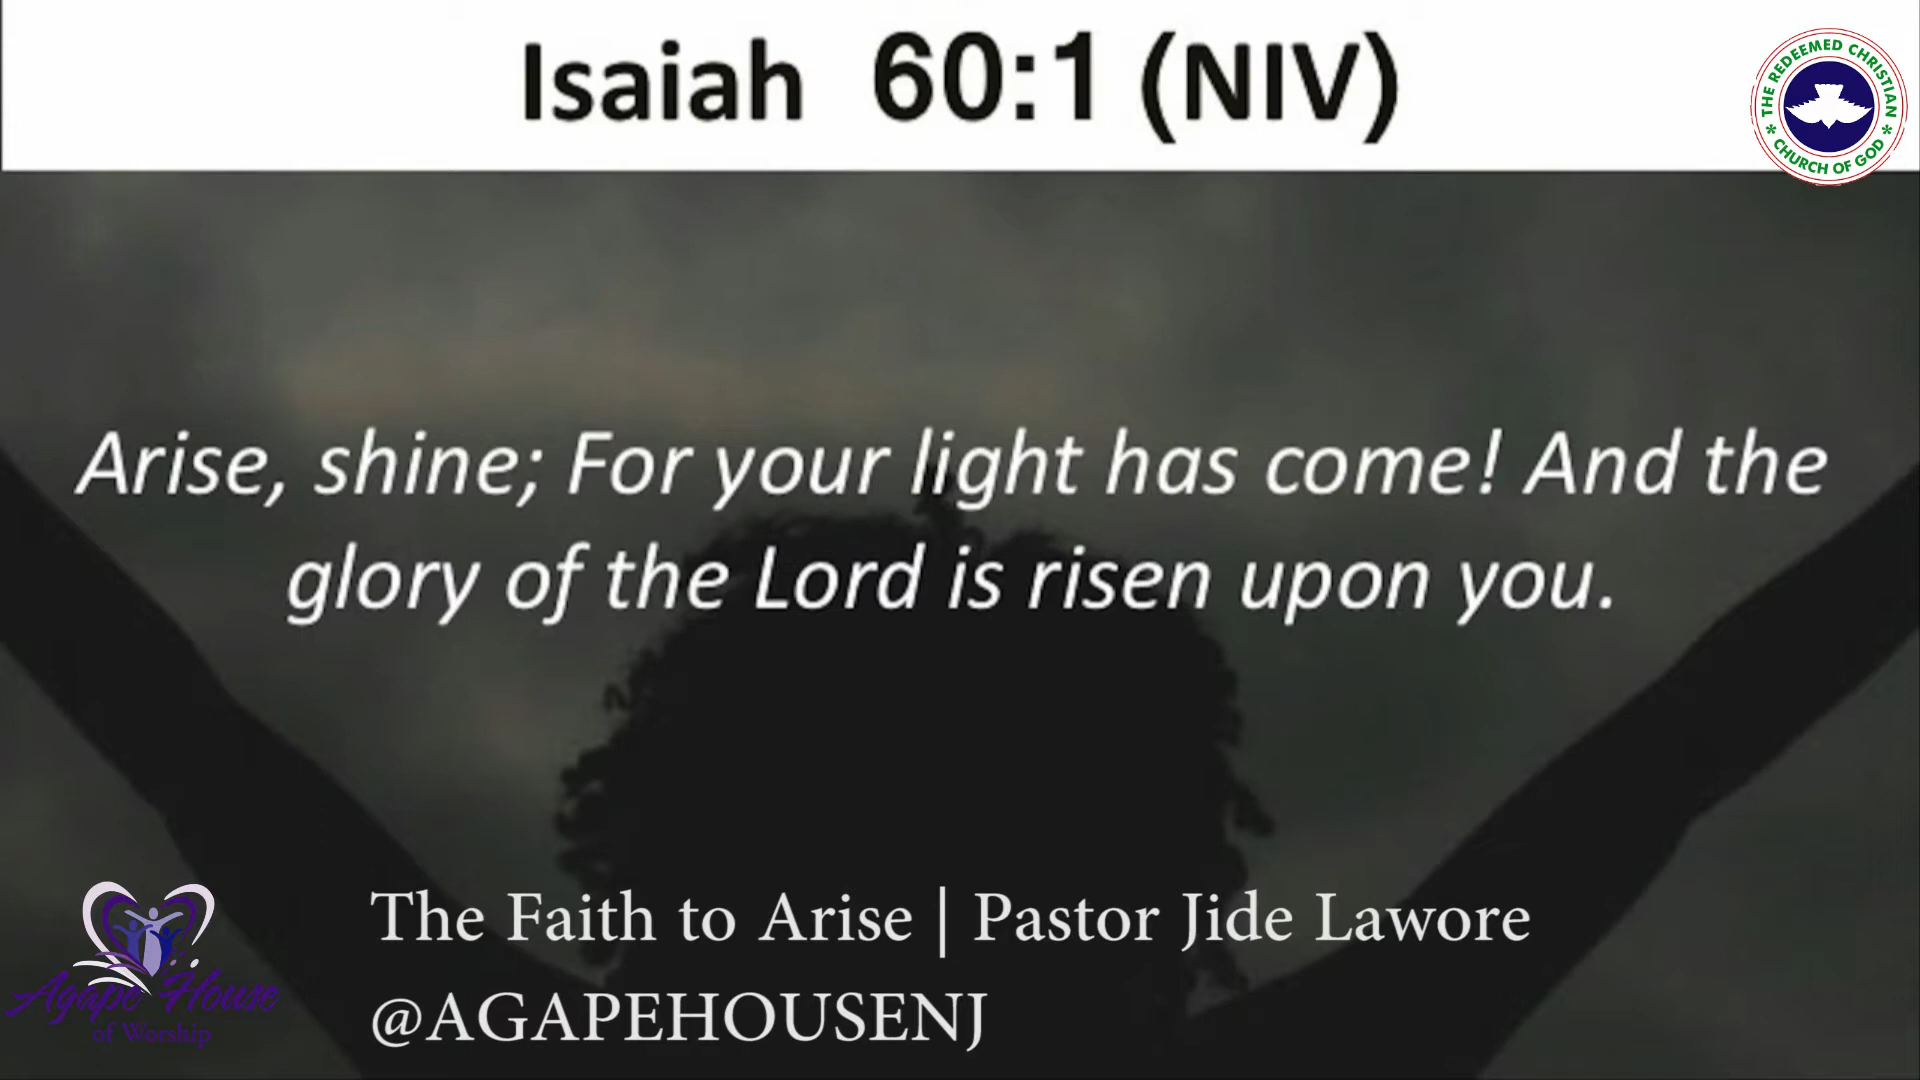 Isaiah 60:1 (NIV)
THE REDEEMED CHRISTIAN
* CHURCH OF GOD *
Arise, shine; For your light has come! And the
glory of the Lord is risen upon you.
The Faith to Arise | Pastor Jide Lawore
@AGAPEHOUSENJ
Agape House
of Worship